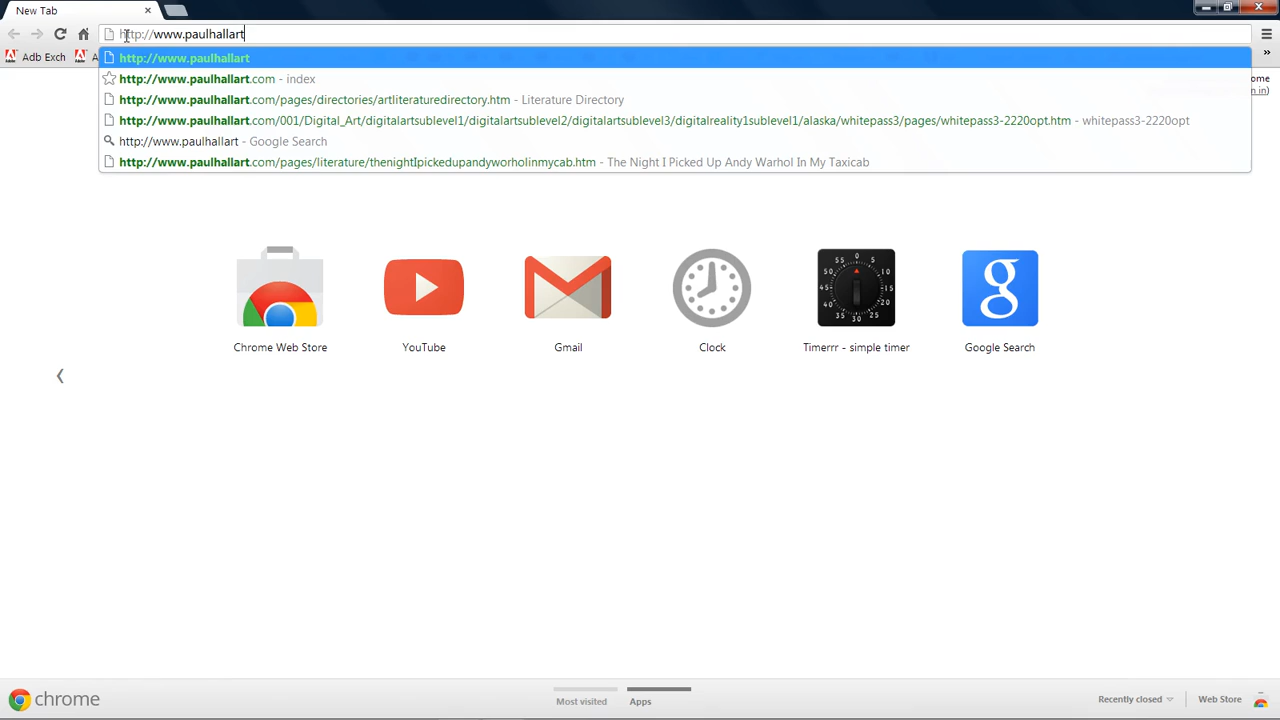 New Tab
http://www.paulhallart
Adb Exch
http://www.paulhallart
http://www.paulhallart.com - index
http://www.paulhallart.com/pages/directories/artliteraturedirectory.htm - Literature Directory
http://www.paulhallart.com/001/Digital_Art/digitalartsublevel1/digitalartsublevel2/digitalartsublevel3/digitalreality1sublevel1/alaska/whitepass3/pages/whitepass3-2220opt.htm - whitepass3-2220opt
http://www.paulhallart - Google Search
http://www.paulhallart.com/pages/literature/thenightIpickedupandyworholinmycab.htm - The Night I Picked Up Andy Warhol In My Taxicab
Chrome Web Store YouTube Gmail Clock Timerrr - simple timer Google Search
chrome Most visited Apps Recently closed Web Store